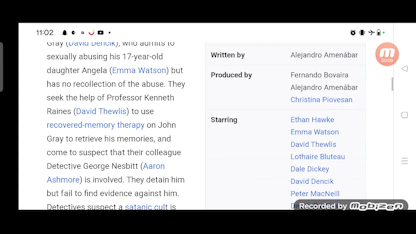 11:02
Gray (David Dencik), who admits to
sexually abusing his 17-year-old
daughter Angela (Emma Watson) but
has no recollection of the abuse. They
seek the help of Professor Kenneth
Raines (David Thewlis) to use
recovered-memory therapy on John
Gray to retrieve his memories, and
come to suspect that their colleague
Detective George Nesbitt (Aaron
Ashmore) is involved. They detain him
but fail to find evidence against him.
Detectives suspect a satanic cult is
Written by Alejandro Amenábar
Produced by Fernando Bovaira
Alejandro Amenábar
Christina Piovesan
Starring Ethan Hawke
Emma Watson
David Thewlis
Lothaire Bluteau
Dale Dickey
David Dencik
Peter MacNeill
Recorded by mobizen